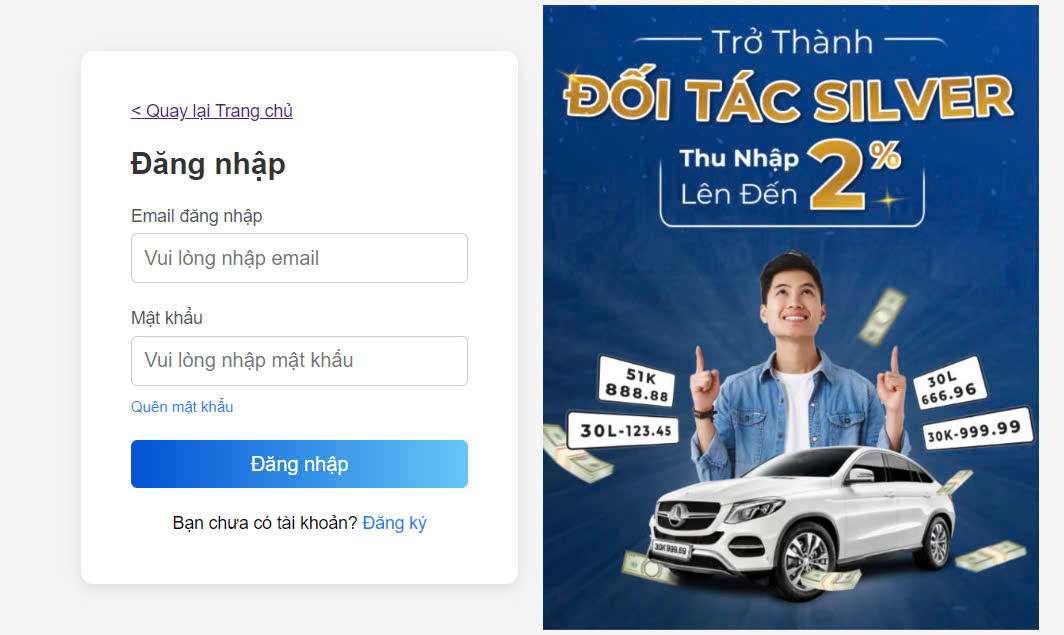 < Quay lại Trang chủ
Đăng nhập
Email đăng nhập
Vui lòng nhập email
Mật khẩu
Vui lòng nhập mật khẩu
Quên mật khẩu
Đăng nhập
Bạn chưa có tài khoản? Đăng ký
Trở Thành
ĐỐI TÁC SILVER
Thu Nhập
Lên Đến 2%
51K
888.88
30L-123.45
30L
666.96
30K-999.99
30K 999.69